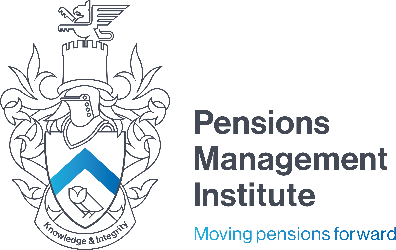 Pensions
Management
Institute
Moving pensions forward
Knowledge & Integrity